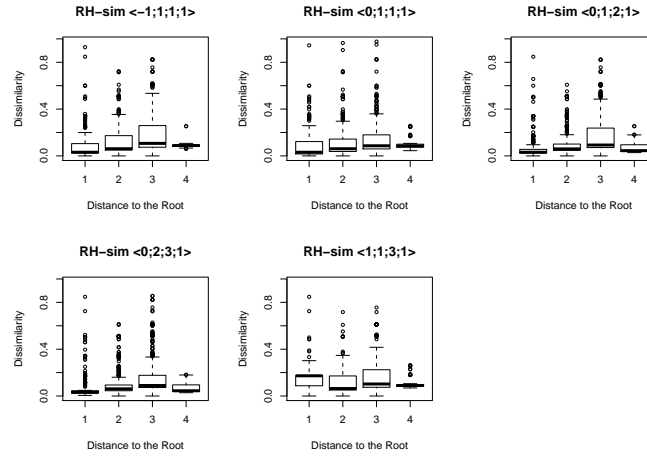 RH−sim <−1;1;1;1>
Dissimilarity
0.0 0.4 0.8
1 2 3 4
Distance to the Root
RH−sim <0;1;1;1>
Dissimilarity
0.0 0.4 0.8
1 2 3 4
Distance to the Root
RH−sim <0;1;2;1>
Dissimilarity
0.0 0.4 0.8
1 2 3 4
Distance to the Root
RH−sim <0;2;3;1>
Dissimilarity
0.0 0.4 0.8
1 2 3 4
Distance to the Root
RH−sim <1;1;3;1>
Dissimilarity
0.0 0.4 0.8
1 2 3 4
Distance to the Root